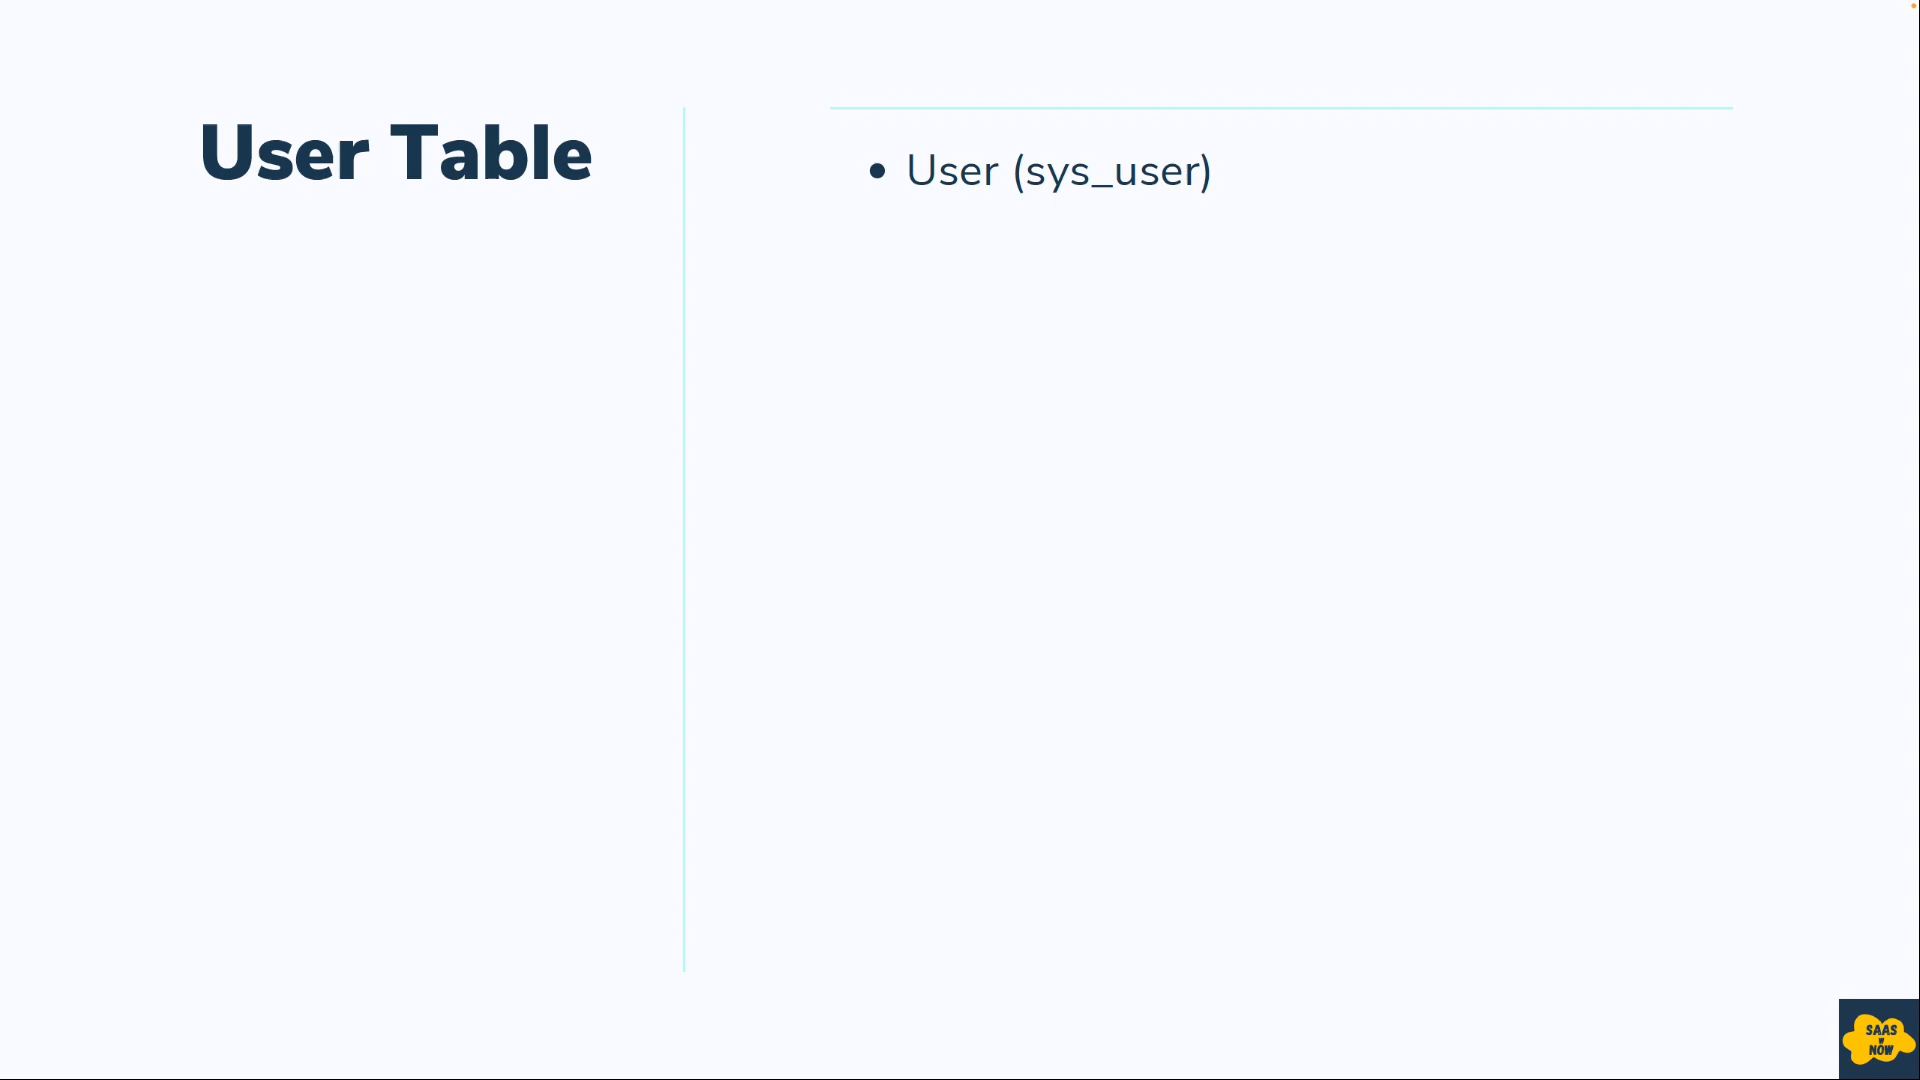 User Table
• User (sys_user)
SAAS
W
NOW